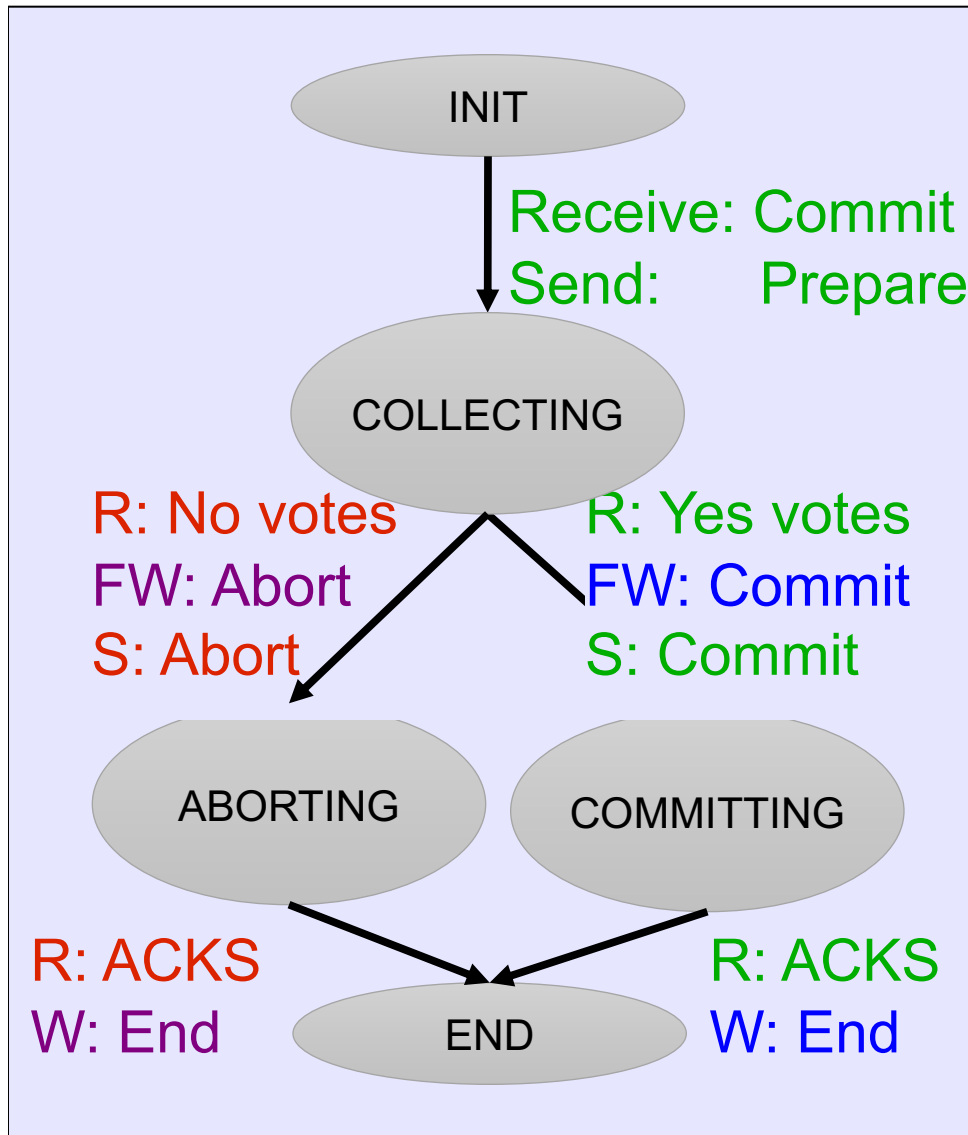 INIT
Receive: Commit
Send: Prepare
COLLECTING
R: No votes
FW: Abort
S: Abort
R: Yes votes
FW: Commit
S: Commit
ABORTING
COMMITTING
R: ACKS
W: End
R: ACKS
W: End
END